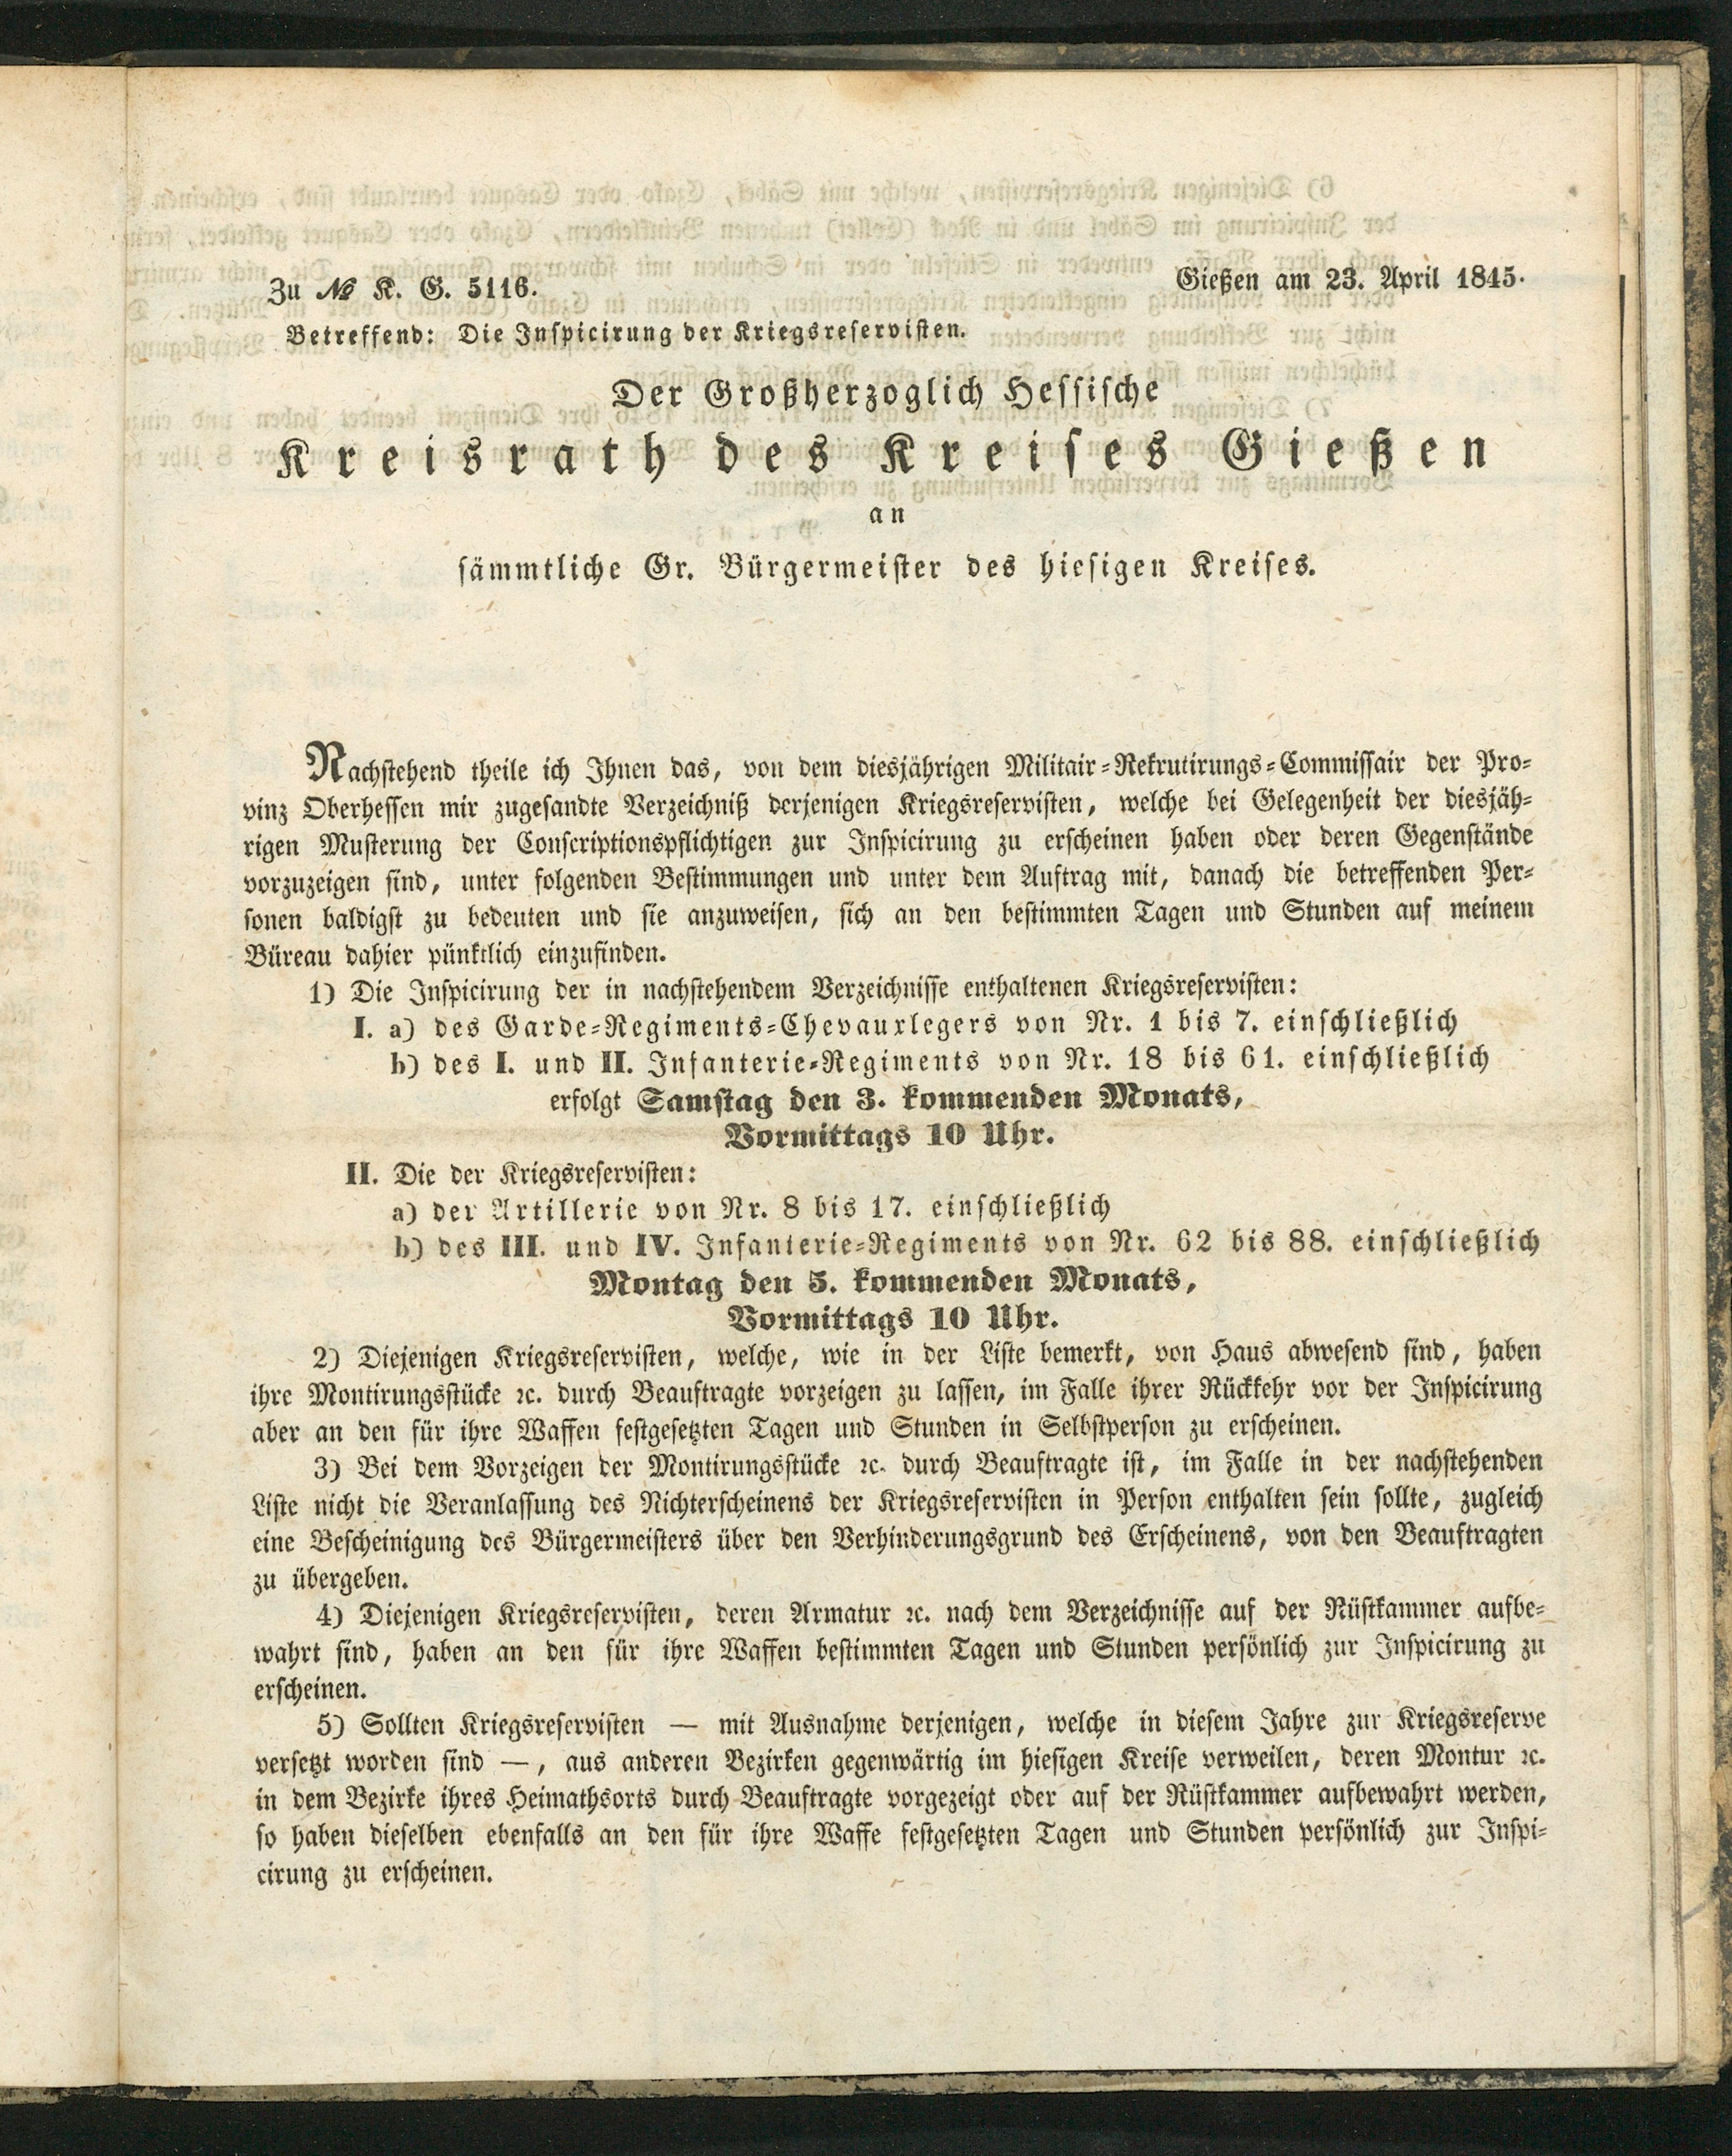 Zu № K. G. 5116.
Gießen am 23. April 1845.
Betreffend: Die Inspicirung der Kriegsreservisten.
Der Großherzoglich Hessische
Kreisrath des Kreises Gießen
an
sämmtliche Gr. Bürgermeister des hiesigen Kreises.
Nachstehend theile ich Ihnen das, von dem diesjährigen Militair-Rekrutirungs-Commissair der Pro-
vinz Oberhessen mir zugesandte Verzeichniß derjenigen Kriegsreservisten, welche bei Gelegenheit der diesjäh-
rigen Musterung der Conscriptionspflichtigen zur Inspicirung zu erscheinen haben oder deren Gegenstände
vorzuzeigen sind, unter folgenden Bestimmungen und unter dem Auftrag mit, danach die betreffenden Per-
sonen baldigst zu bedeuten und sie anzuweisen, sich an den bestimmten Tagen und Stunden auf meinem
Büreau dahier pünktlich einzufinden.
1) Die Inspicirung der in nachstehendem Verzeichnisse enthaltenen Kriegsreservisten:
I. a) des Garde-Regiments-Chevauxlegers von Nr. 1 bis 7. einschließlich
b) des I. und II. Infanterie-Regiments von Nr. 18 bis 61. einschließlich
erfolgt Samstag den 3. kommenden Monats,
Vormittags 10 Uhr.
II. Die der Kriegsreservisten:
a) der Artillerie von Nr. 8 bis 17. einschließlich
b) des III. und IV. Infanterie-Regiments von Nr. 62 bis 88. einschließlich
Montag den 5. kommenden Monats,
Vormittags 10 Uhr.
2) Diejenigen Kriegsreservisten, welche, wie in der Liste bemerkt, von Haus abwesend sind, haben
ihre Montirungsstücke ꝛc. durch Beauftragte vorzeigen zu lassen, im Falle ihrer Rückkehr vor der Inspicirung
aber an den für ihre Waffen festgesetzten Tagen und Stunden in Selbstperson zu erscheinen.
3) Bei dem Vorzeigen der Montirungsstücke ꝛc. durch Beauftragte ist, im Falle in der nachstehenden
Liste nicht die Veranlassung des Nichterscheinens der Kriegsreservisten in Person enthalten sein sollte, zugleich
eine Bescheinigung des Bürgermeisters über den Verhinderungsgrund des Erscheinens, von den Beauftragten
zu übergeben.
4) Diejenigen Kriegsreservisten, deren Armatur ꝛc. nach dem Verzeichnisse auf der Rüstkammer aufbe-
wahrt sind, haben an den für ihre Waffen bestimmten Tagen und Stunden persönlich zur Inspicirung zu
erscheinen.
5) Sollten Kriegsreservisten — mit Ausnahme derjenigen, welche in diesem Jahre zur Kriegsreserve
versetzt worden sind —, aus anderen Bezirken gegenwärtig im hiesigen Kreise verweilen, deren Montur ꝛc.
in dem Bezirke ihres Heimathsorts durch Beauftragte vorgezeigt oder auf der Rüstkammer aufbewahrt werden,
so haben dieselben ebenfalls an den für ihre Waffe festgesetzten Tagen und Stunden persönlich zur Inspi-
cirung zu erscheinen.